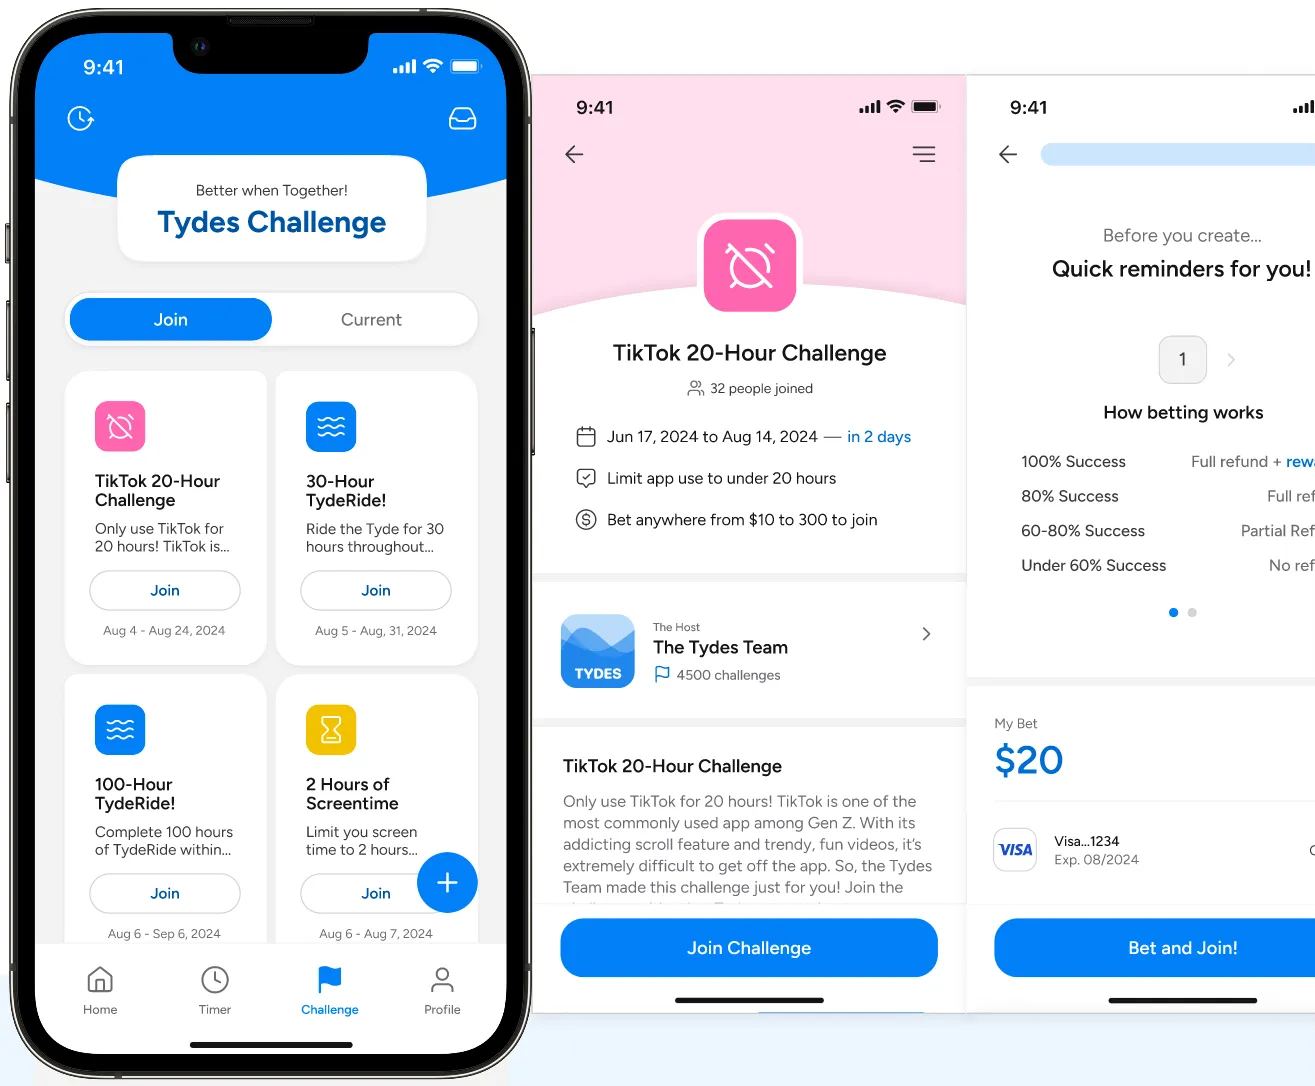 9:41
Better when Together!
Tydes Challenge
Join
Current
TikTok 20-Hour
Challenge
Only use TikTok for
20 hours! TikTok is...
Join
Aug 4 - Aug 24, 2024
30-Hour
TydeRide!
Ride the Tyde for 30
hours throughout...
Join
Aug 5 - Aug, 31, 2024
100-Hour
TydeRide!
Complete 100 hours
of TydeRide within...
Join
Aug 6 - Sep 6, 2024
2 Hours of
Screentime
Limit you screen
time to 2 hours...
Join
Aug 6 - Aug 7, 2024
Home
Timer
Challenge
Profile
9:41
TikTok 20-Hour Challenge
32 people joined
Jun 17, 2024 to Aug 14, 2024 — in 2 days
Limit app use to under 20 hours
Bet anywhere from $10 to 300 to join
TYDES
The Host
The Tydes Team
4500 challenges
TikTok 20-Hour Challenge
Only use TikTok for 20 hours! TikTok is one of the
most commonly used app among Gen Z. With its
addicting scroll feature and trendy, fun videos, it's
extremely difficult to get off the app. So, the Tydes
Team made this challenge just for you! Join the
Join Challenge
9:41
Before you create...
Quick reminders for you!
1
How betting works
100% Success Full refund + rewa
80% Success Full ref
60-80% Success Partial Ref
Under 60% Success No ref
My Bet
$20
VISA
Visa...1234
Exp. 08/2024
Bet and Join!